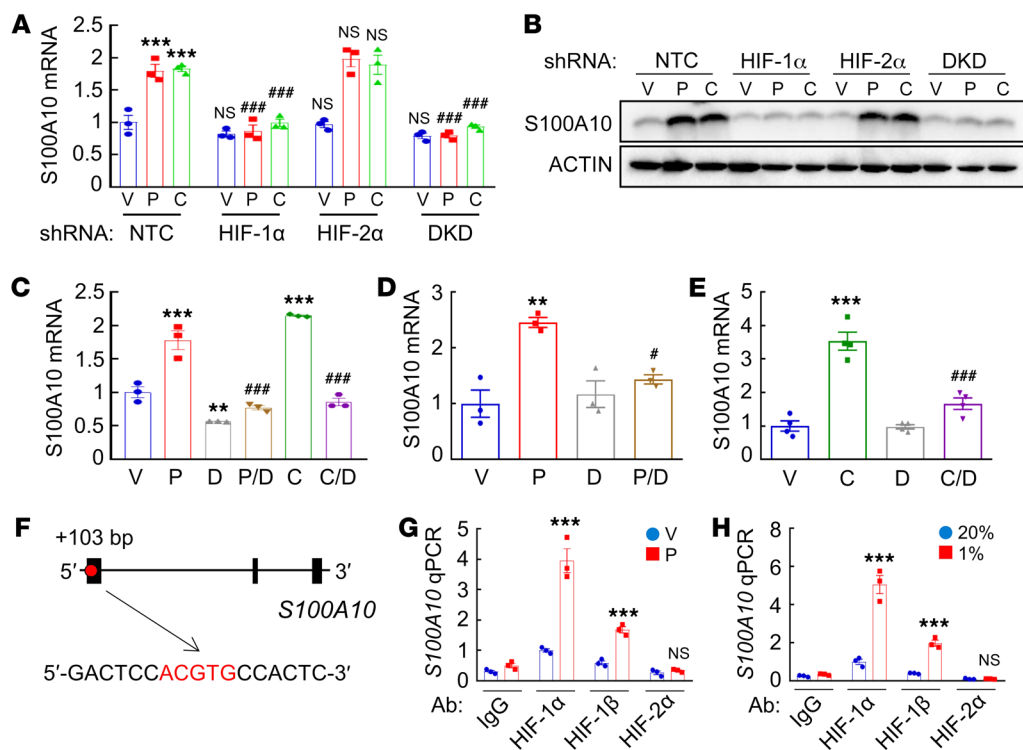 A
S100A10 mRNA
2.5
2
1.5
1
0.5
0
*** *** NS ### ### NS NS NS NS ### ###
V P C V P C V P C V P C
shRNA: NTC HIF-1α HIF-2α DKD
B
shRNA: NTC HIF-1α HIF-2α DKD
V P C V P C V P C V P C
S100A10
ACTIN
C
S100A10 mRNA
2.5
2
1.5
1
0.5
0
*** ** ### *** ###
V P D P/D C C/D
D
S100A10 mRNA
3
2
1
0
** #
V P D P/D
E
S100A10 mRNA
5
4
3
2
1
0
*** ###
V C D C/D
F
+103 bp
5′ 3′
S100A10
5′-GACTCCACGTGCCACTC-3′
G
S100A10 qPCR
5
4
3
2
1
0
V
P
*** *** NS
Ab: IgG HIF-1α HIF-1β HIF-2α
H
S100A10 qPCR
8
6
4
2
0
20%
1%
*** *** NS
Ab: IgG HIF-1α HIF-1β HIF-2α